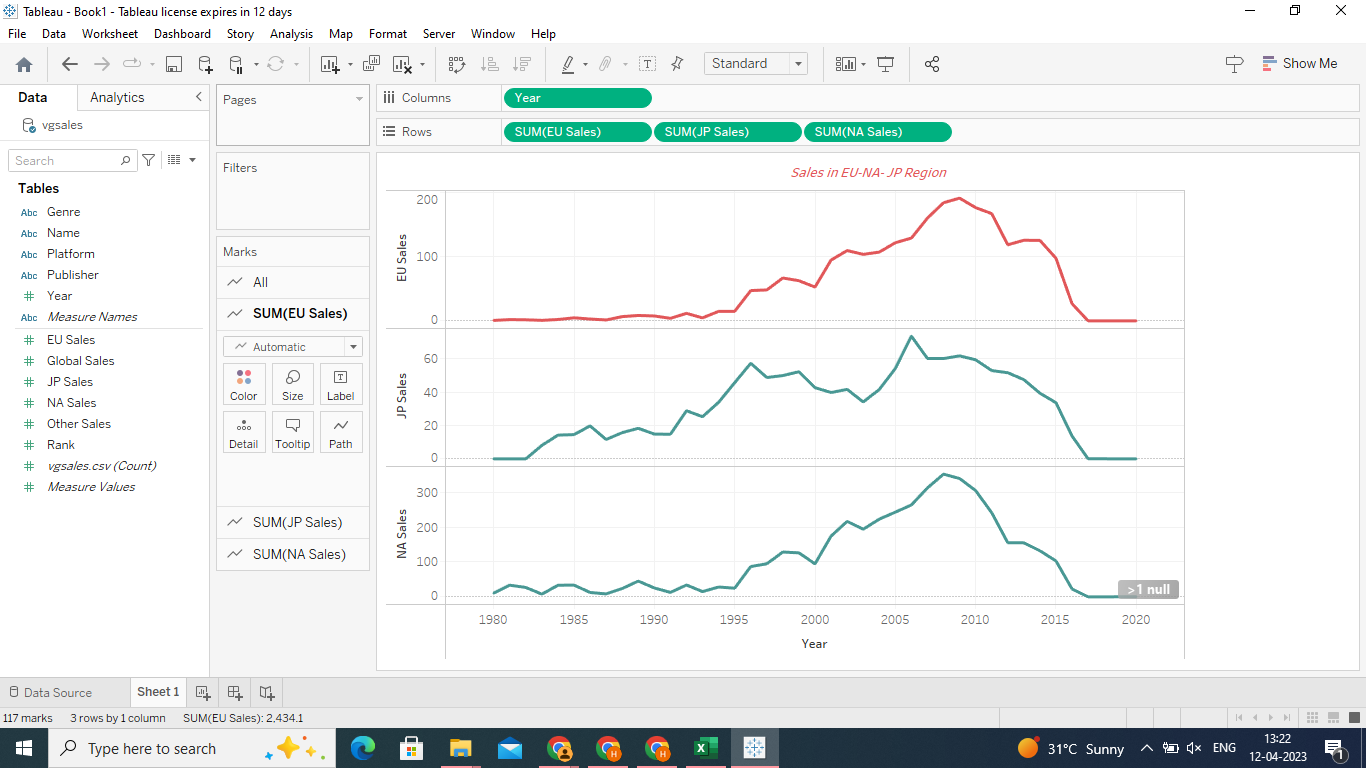 Tableau - Book1 - Tableau license expires in 12 days
File Data Worksheet Dashboard Story Analysis Map Format Server Window Help
Standard
Show Me
Data
Analytics
vgsales
Search
Tables
Abc Genre
Abc Name
Abc Platform
Abc Publisher
# Year
Abc Measure Names
# EU Sales
# Global Sales
# JP Sales
# NA Sales
# Other Sales
# Rank
# vgsales.csv (Count)
# Measure Values
Pages
Filters
Marks
All
SUM(EU Sales)
Automatic
Color Size Label
Detail Tooltip Path
SUM(JP Sales)
SUM(NA Sales)
Columns Year
Rows SUM(EU Sales) SUM(JP Sales) SUM(NA Sales)
Sales in EU-NA- JP Region
EU Sales
200
100
0
JP Sales
60
40
20
0
NA Sales
300
200
100
0
>1 null
1980 1985 1990 1995 2000 2005 2010 2015 2020
Year
Data Source Sheet 1
117 marks 3 rows by 1 column SUM(EU Sales): 2,434.1
Type here to search
H
H
31°C Sunny
ENG
13:22
12-04-2023
1